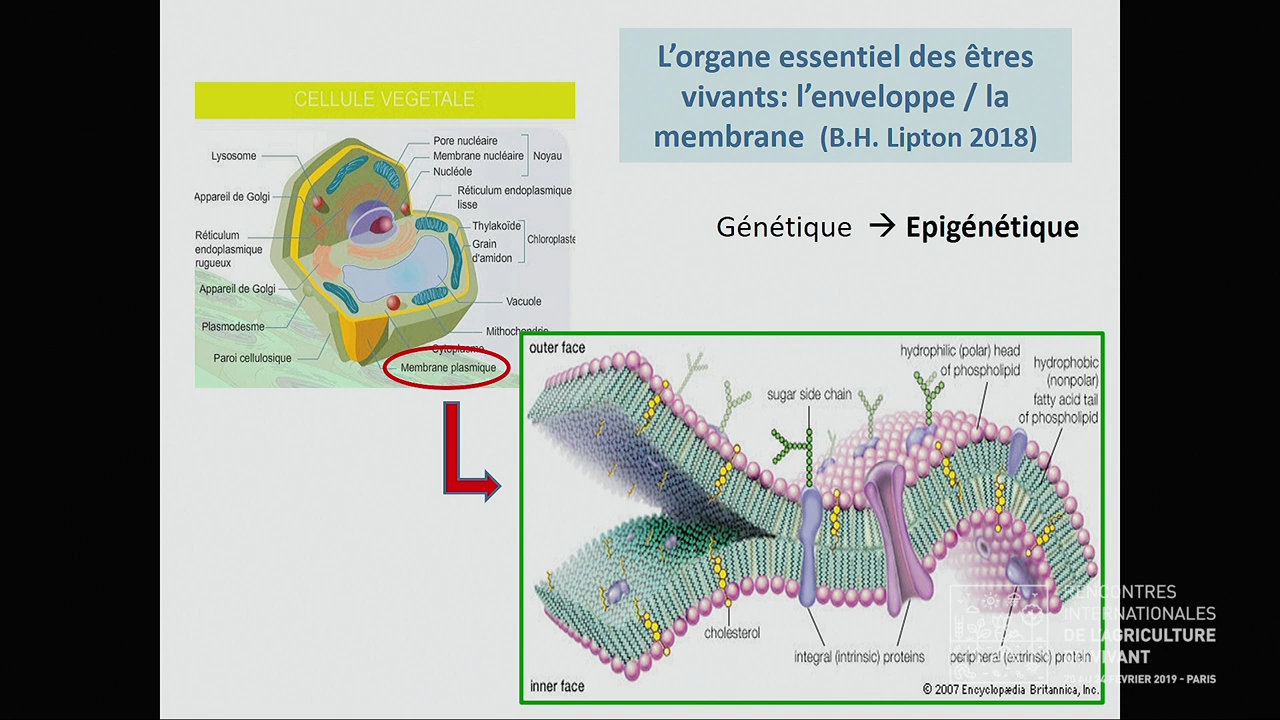 L'organe essentiel des êtres
vivants: l'enveloppe / la
membrane (B.H. Lipton 2018)
Génétique → Epigénétique
CELLULE VEGETALE
Lysosome
Appareil de Golgi
Réticulum
endoplasmique
rugueux
Appareil de Golgi
Plasmodesme
Paroi cellulosique
Pore nucléaire
Membrane nucléaire
Nucléole
Noyau
Réticulum endoplasmique
lisse
Thylakoïde
Grain
d'amidon
Chloroplaste
Vacuole
Mithochondrie
Cytoplasme
Membrane plasmique
outer face
sugar side chain
hydrophilic (polar) head
of phospholipid
hydrophobic
(nonpolar)
fatty acid tail
of phospholipid
cholesterol
integral (intrinsic) proteins
peripheral (extrinsic) protein
inner face
© 2007 Encyclopædia Britannica, Inc.
RENCONTRES
INTERNATIONALES
DE L'AGRICULTURE
DU VIVANT
FÉVRIER 2019 - PARIS